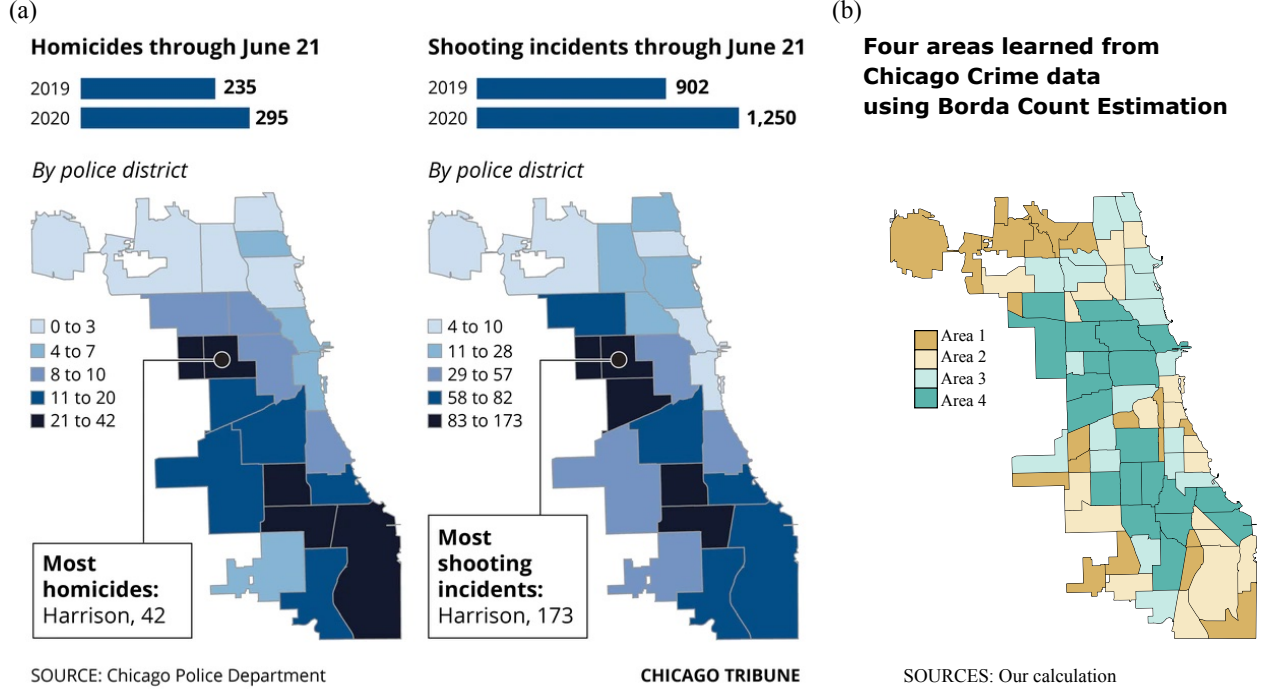 (a)
Homicides through June 21
2019 235
2020 295
By police district
0 to 3
4 to 7
8 to 10
11 to 20
21 to 42
Most
homicides:
Harrison, 42
SOURCE: Chicago Police Department
Shooting incidents through June 21
2019 902
2020 1,250
By police district
4 to 10
11 to 28
29 to 57
58 to 82
83 to 173
Most
shooting
incidents:
Harrison, 173
CHICAGO TRIBUNE
(b)
Four areas learned from
Chicago Crime data
using Borda Count Estimation
Area 1
Area 2
Area 3
Area 4
SOURCES: Our calculation